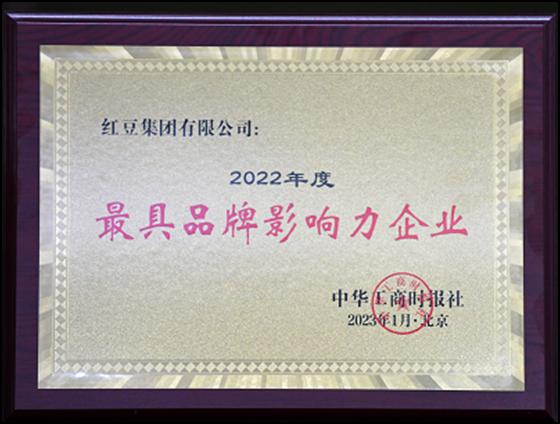 红豆集团有限公司:
2022年度
最具品牌影响力企业
中华工商时报社
2023年1月·北京